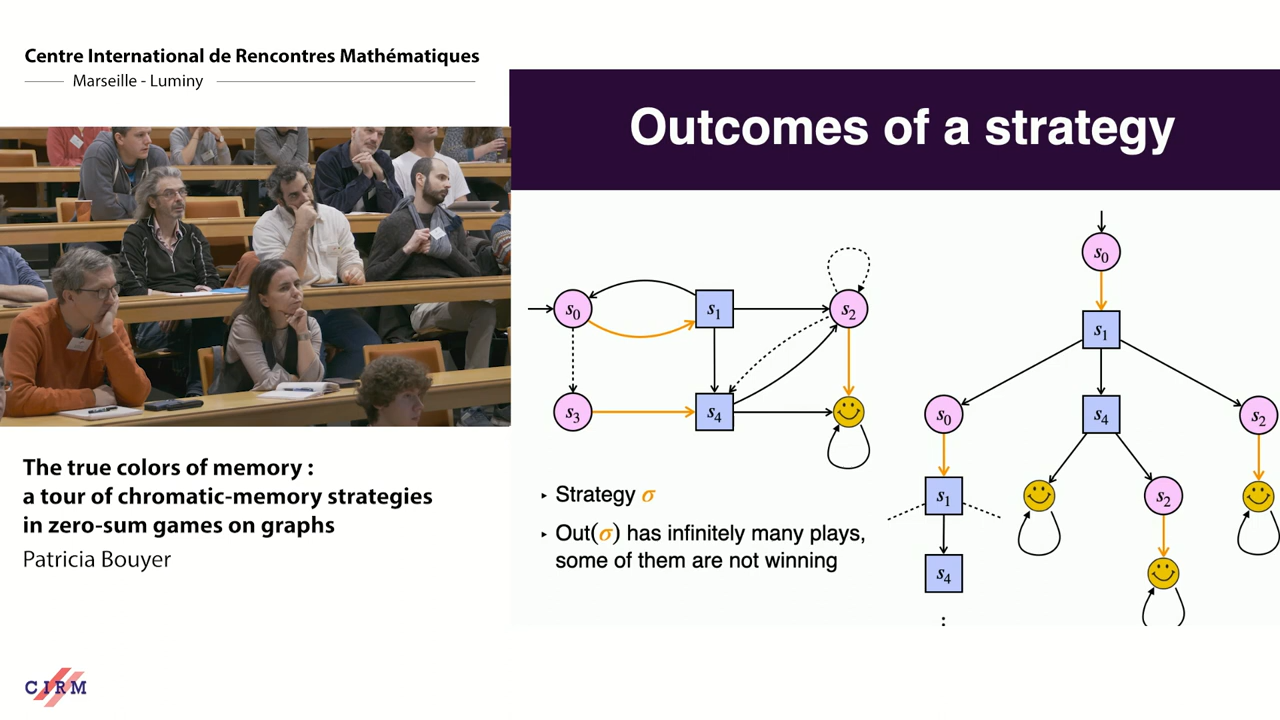 Centre International de Rencontres Mathématiques
Marseille - Luminy
The true colors of memory :
a tour of chromatic-memory strategies
in zero-sum games on graphs
Patricia Bouyer
CIRM
Outcomes of a strategy
s0
s1
s2
s3
s4
‣ Strategy σ
‣ Out(σ) has infinitely many plays,
some of them are not winning
s0
s1
s0
s4
s2
s1
s2
s4
: